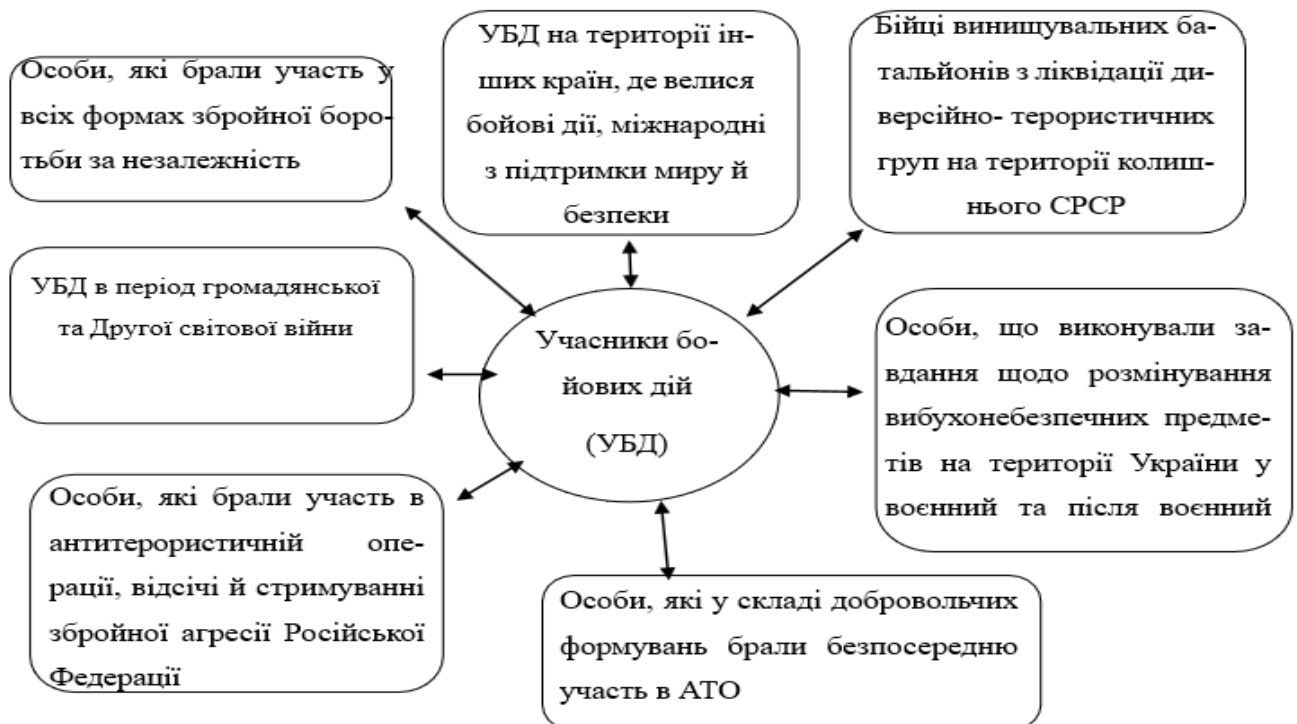 Особи, які брали участь у
всіх формах збройної боро-
тьби за незалежність
УБД на території ін-
ших країн, де велися
бойові дії, міжнародні
з підтримки миру й
безпеки
Бійці винищувальних ба-
тальйонів з ліквідації ди-
версійно- терористичних
груп на території колиш-
нього СРСР
УБД в період громадянської
та Другої світової війни
Учасники бо-
йових дій
(УБД)
Особи, що виконували за-
вдання щодо розмінування
вибухонебезпечних предме-
тів на території України у
воєнний та після воєнний
Особи, які брали участь в
антитерористичній опе-
рації, відсічі й стримуванні
збройної агресії Російської
Федерації
Особи, які у складі добровольчих
формувань брали безпосередню
участь в АТО